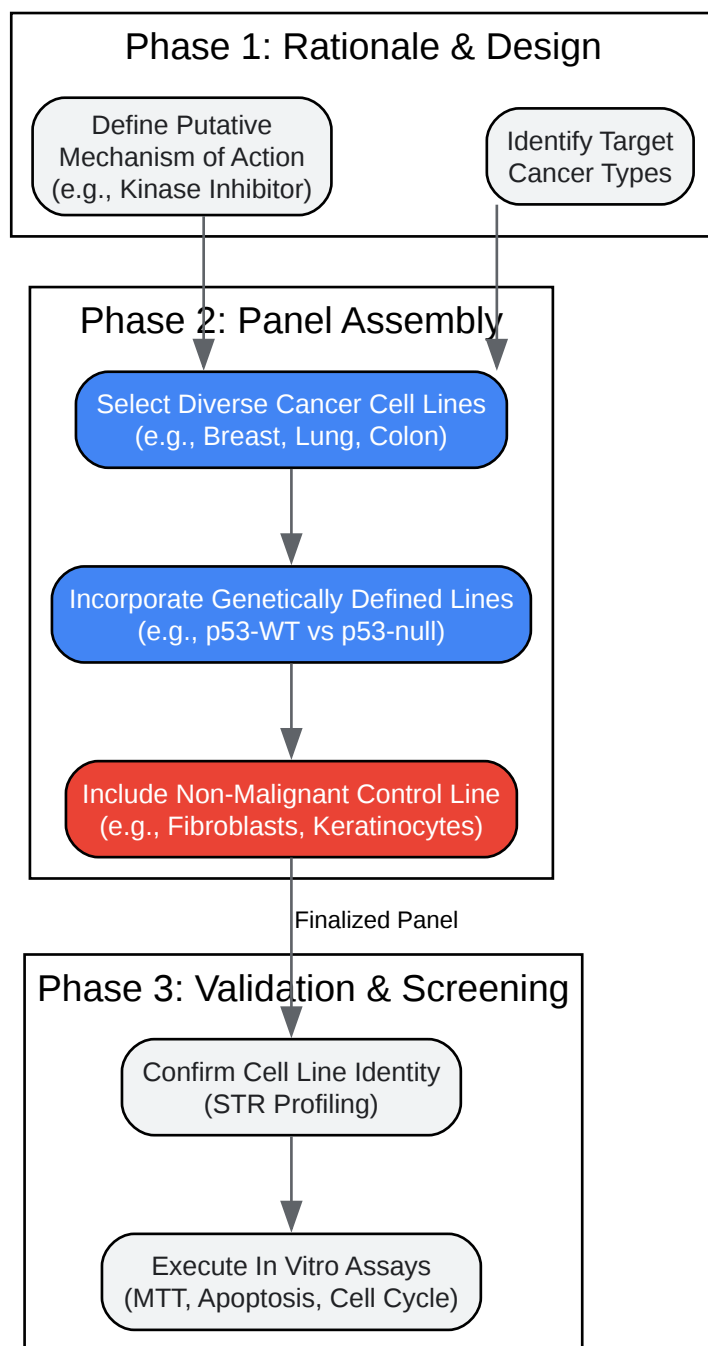 Phase 1: Rationale & Design
Define Putative
Mechanism of Action
(e.g., Kinase Inhibitor)
Identify Target
Cancer Types
Phase 2: Panel Assembly
Select Diverse Cancer Cell Lines
(e.g., Breast, Lung, Colon)
Incorporate Genetically Defined Lines
(e.g., p53-WT vs p53-null)
Include Non-Malignant Control Line
(e.g., Fibroblasts, Keratinocytes)
Finalized Panel
Phase 3: Validation & Screening
Confirm Cell Line Identity
(STR Profiling)
Execute In Vitro Assays
(MTT, Apoptosis, Cell Cycle)